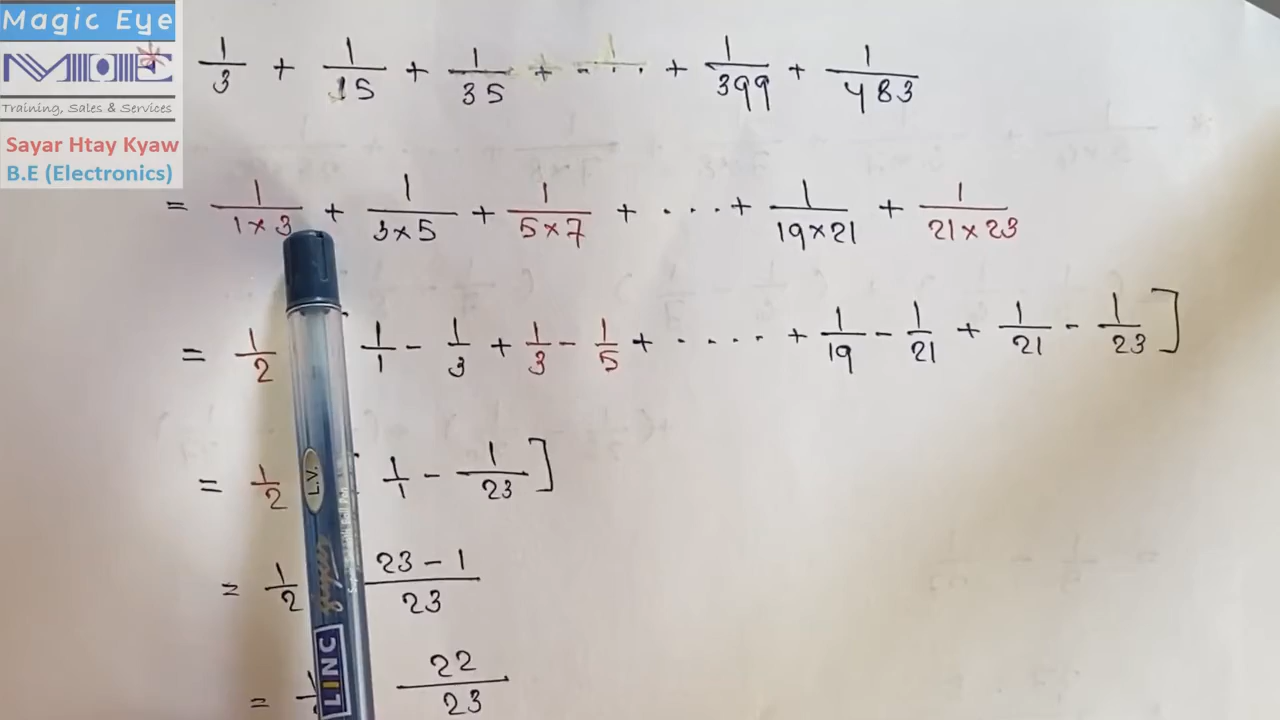 Magic Eye
MOE
Training, Sales & Services
Sayar Htay Kyaw
B.E (Electronics)
1/3 + 1/15 + 1/35 + ... + 1/399 + 1/483
= 1/(1×3) + 1/(3×5) + 1/(5×7) + ... + 1/(19×21) + 1/(21×23)
= 1/2 1/1 - 1/3 + 1/3 - 1/5 + .... + 1/19 - 1/21 + 1/21 - 1/23 ]
= 1/2 1/1 - 1/23 ]
= 1/2 (23 - 1)/23
= 22/23
L.V.
LINC